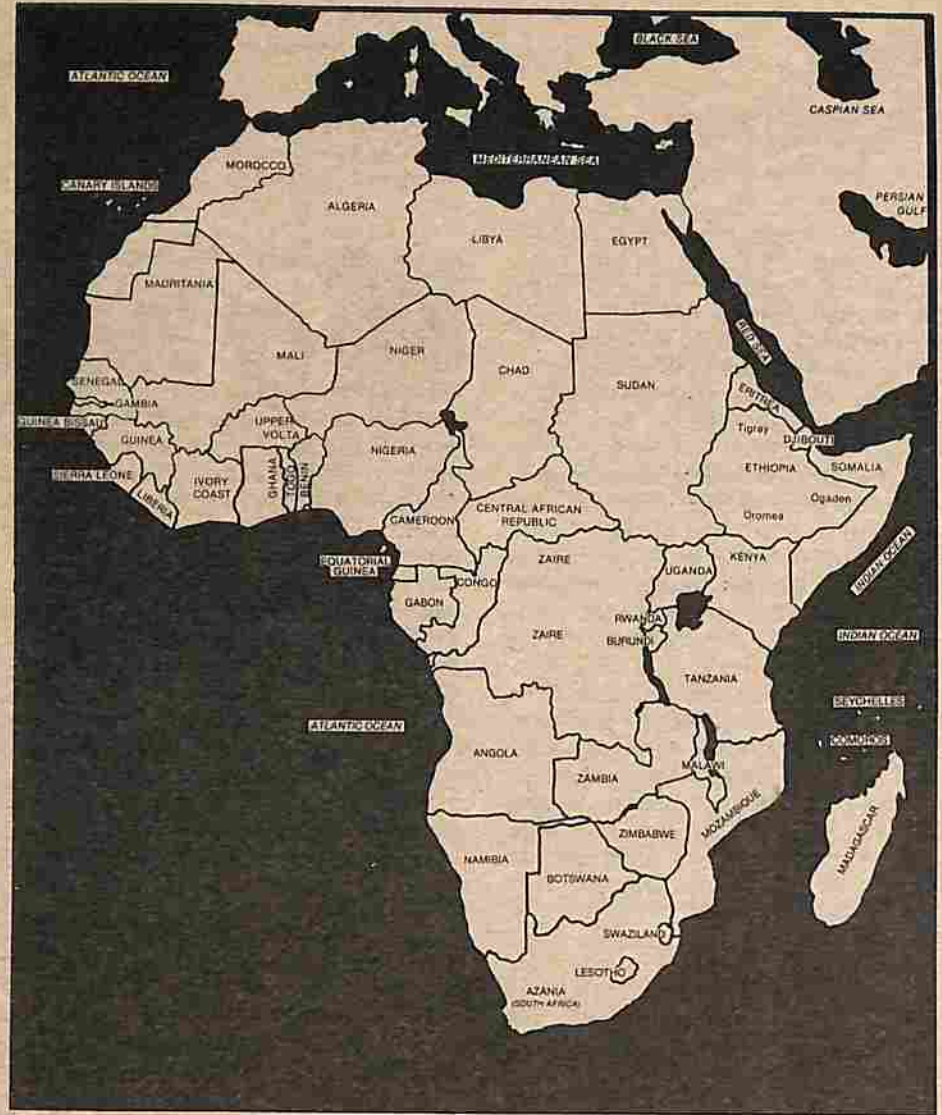 BLACK SEA
ATLANTIC OCEAN
CASPIAN SEA
MEDITERRANEAN SEA
MOROCCO
CANARY ISLANDS
ALGERIA
PERSIAN
GULF
LIBYA
EGYPT
MAURITANIA
RED SEA
MALI
NIGER
CHAD
SUDAN
SENEGAL
ERITREA
GAMBIA
GUINEA BISSAU
UPPER
VOLTA
Tigray
DJIBOUTI
GUINEA
NIGERIA
SIERRA LEONE
IVORY
COAST
GHANA
TOGO
BENIN
ETHIOPIA
SOMALIA
LIBERIA
Ogaden
CENTRAL AFRICAN
REPUBLIC
CAMEROON
Oromea
EQUATORIAL
GUINEA
ZAIRE
KENYA
UGANDA
INDIAN OCEAN
CONGO
GABON
RWANDA
ZAIRE
BURUNDI
INDIAN OCEAN
TANZANIA
SEYCHELLES
ATLANTIC OCEAN
COMOROS
ANGOLA
MALAWI
ZAMBIA
MOZAMBIQUE
MADAGASCAR
ZIMBABWE
NAMIBIA
BOTSWANA
SWAZILAND
LESOTHO
AZANIA
(SOUTH AFRICA)